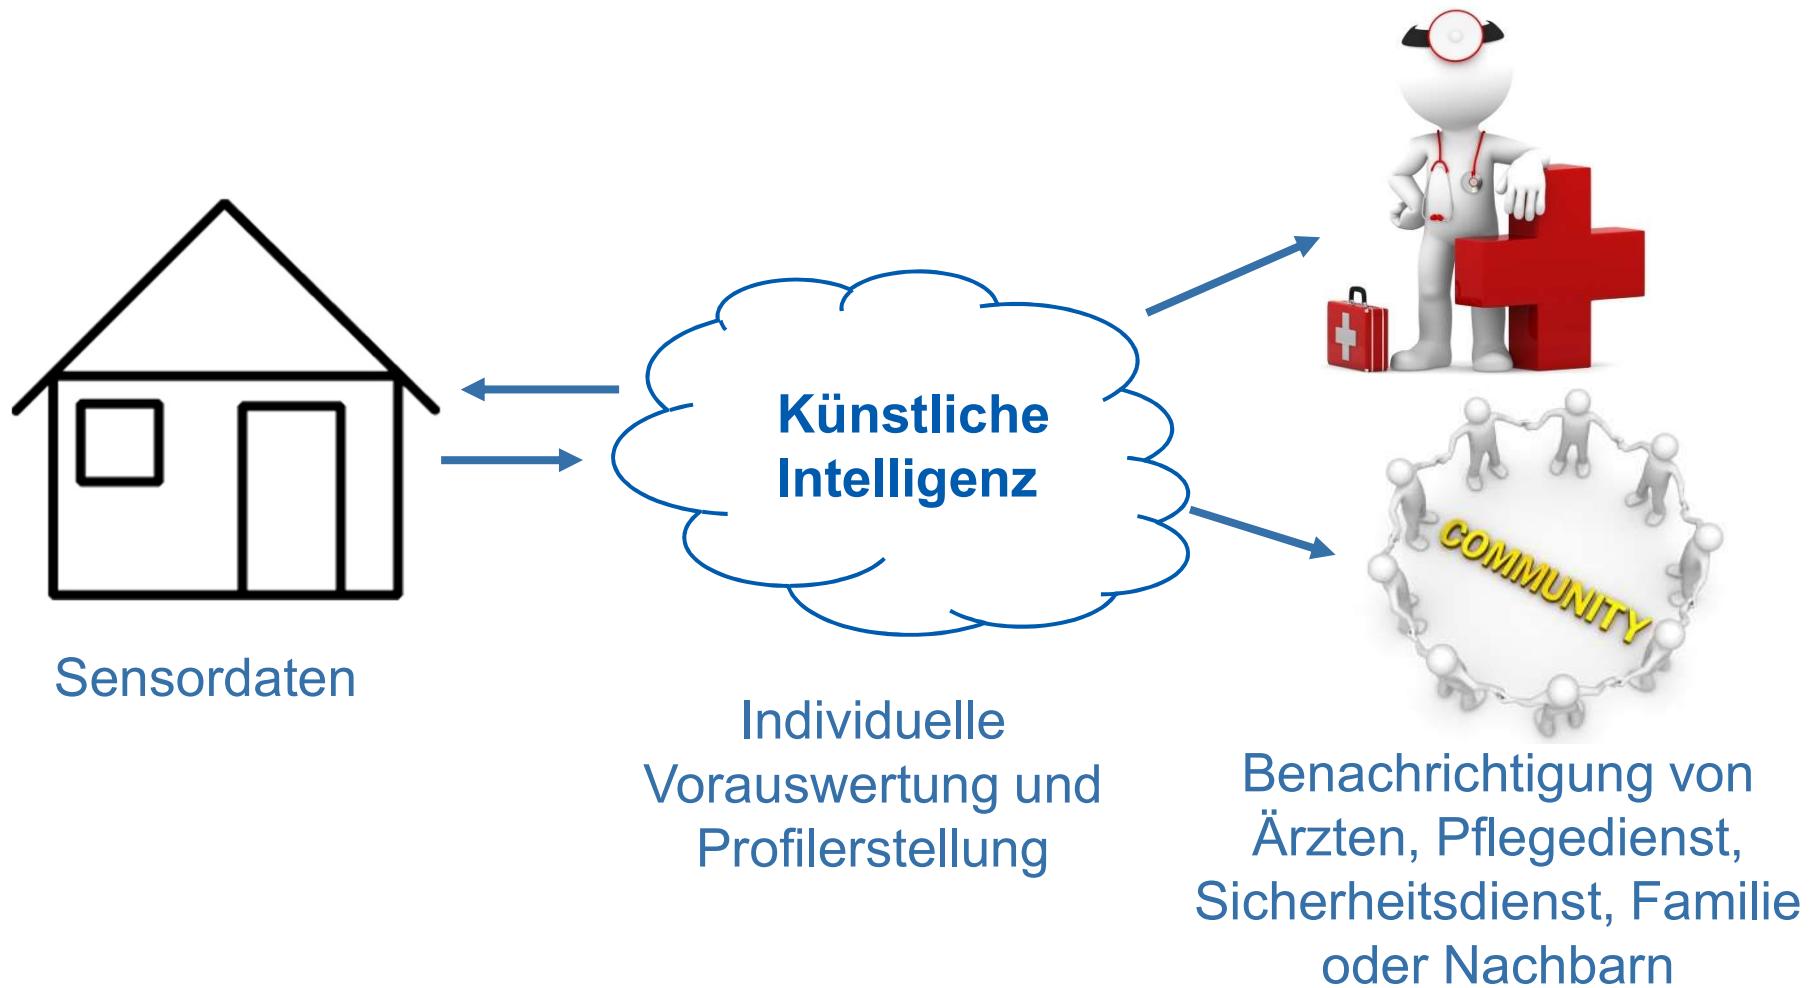 Künstliche
Intelligenz
COMMUNITY
Sensordaten
Individuelle
Vorauswertung und
Profilerstellung
Benachrichtigung von
Ärzten, Pflegedienst,
Sicherheitsdienst, Familie
oder Nachbarn